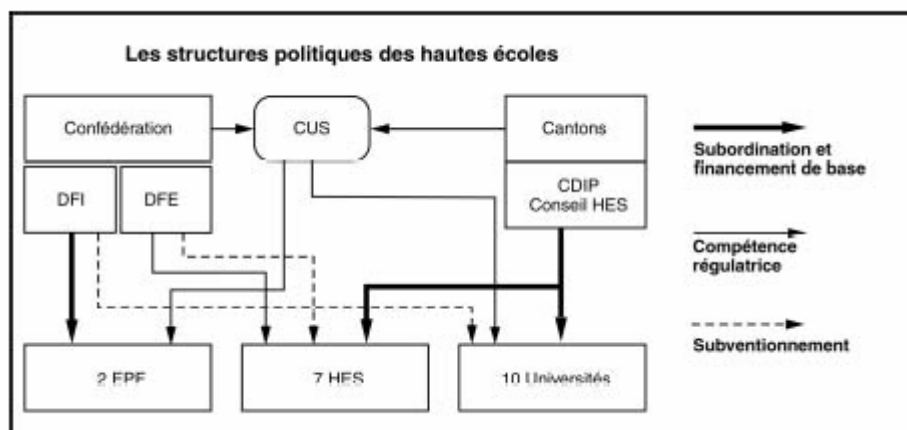 Les structures politiques des hautes écoles
Confédération
CUS
Cantons
DFI
DFE
CDIP
Conseil HES
2 EPF
7 HES
10 Universités
Subordination et
financement de base
Compétence
régulatrice
Subventionnement